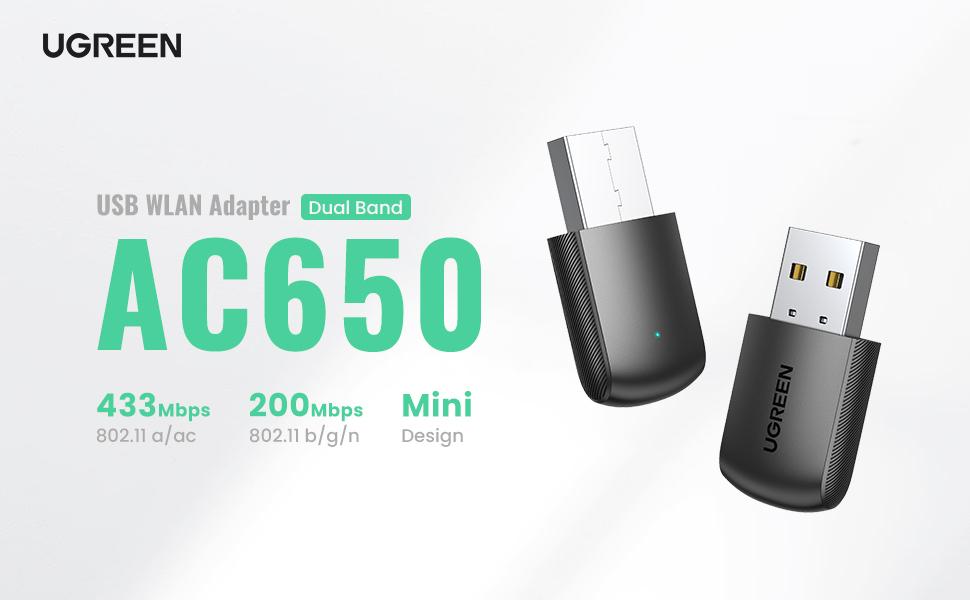 UGREEN
USB WLAN Adapter Dual Band
AC650
433Mbps 200Mbps Mini
802.11 a/ac 802.11 b/g/n Design
UGREEN